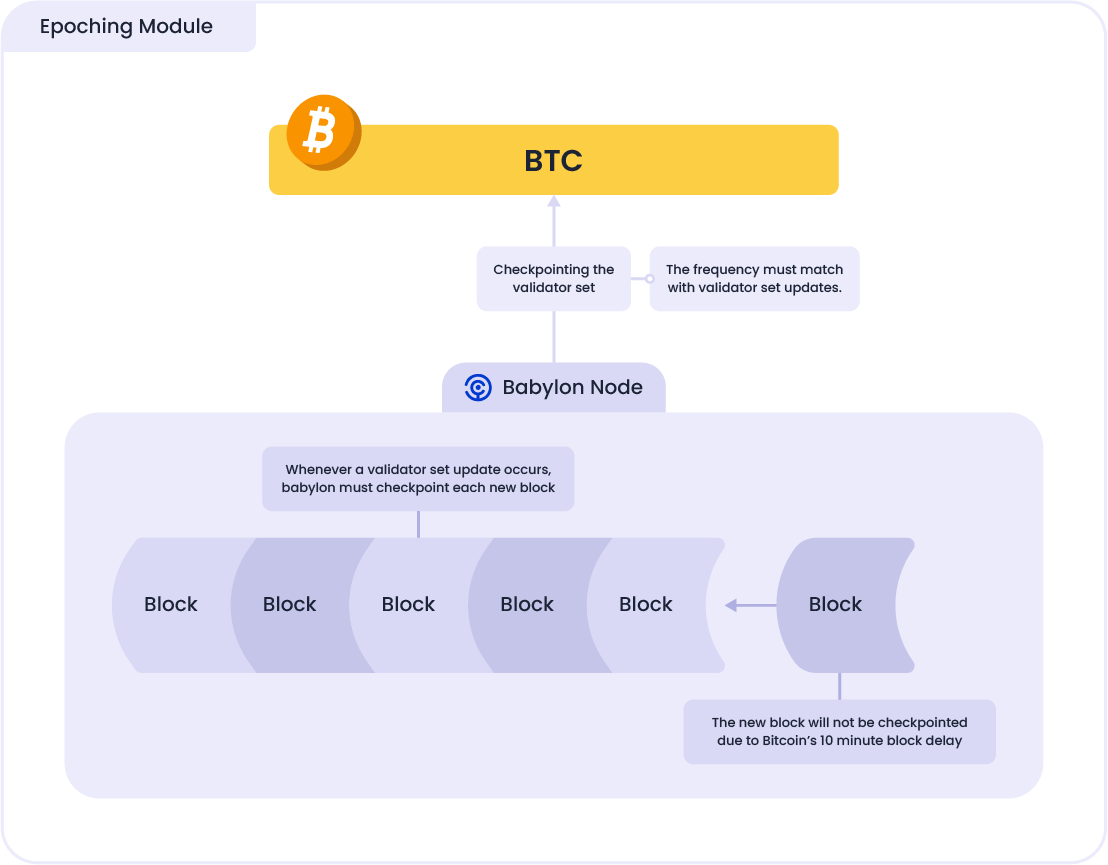 Epoching Module
BTC
Checkpointing the
validator set
The frequency must match
with validator set updates.
Babylon Node
Whenever a validator set update occurs,
babylon must checkpoint each new block
Block
Block
Block
Block
Block
Block
The new block will not be checkpointed
due to Bitcoin’s 10 minute block delay